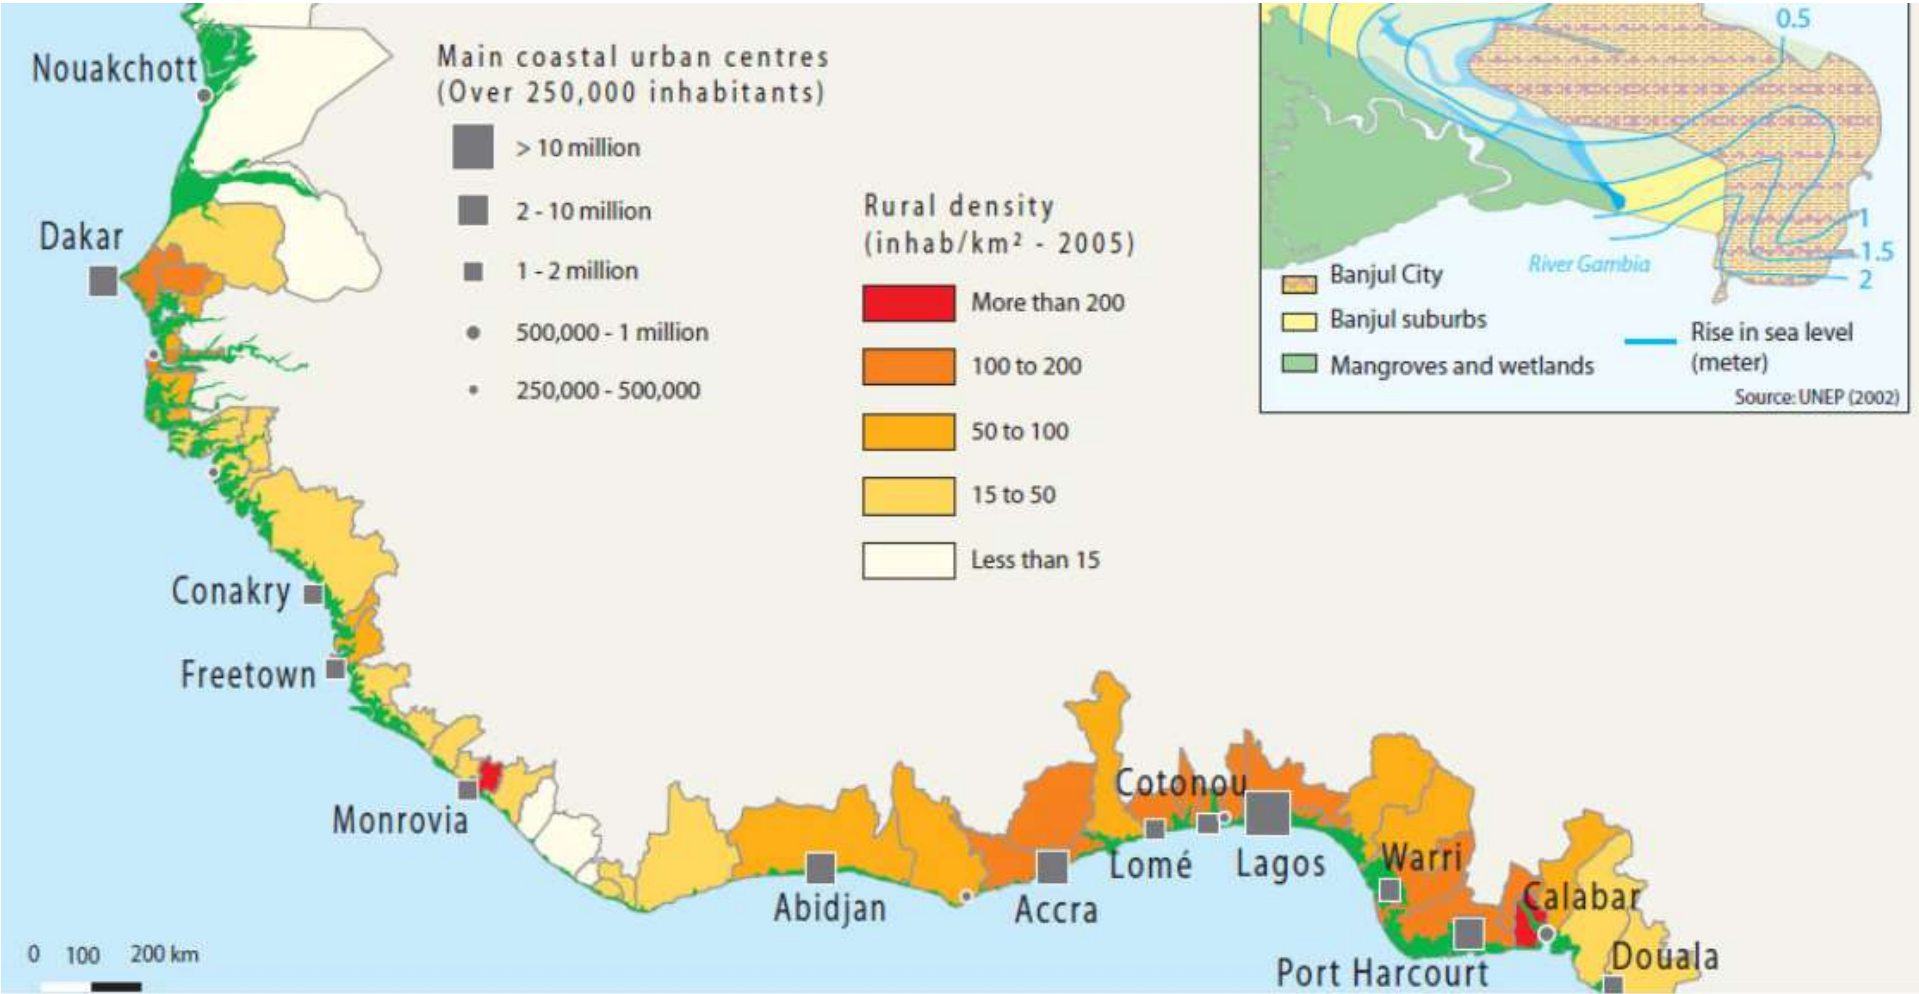 Nouakchott
Dakar
Conakry
Freetown
Monrovia
Abidjan
Accra
Lomé
Cotonou
Lagos
Warri
Port Harcourt
Calabar
Douala
0 100 200 km
Main coastal urban centres
(Over 250,000 inhabitants)
> 10 million
2 - 10 million
1 - 2 million
500,000 - 1 million
250,000 - 500,000
Rural density
(inhab/km² - 2005)
More than 200
100 to 200
50 to 100
15 to 50
Less than 15
0.5
1
1.5
2
River Gambia
Banjul City
Banjul suburbs
Mangroves and wetlands
Rise in sea level
(meter)
Source: UNEP (2002)